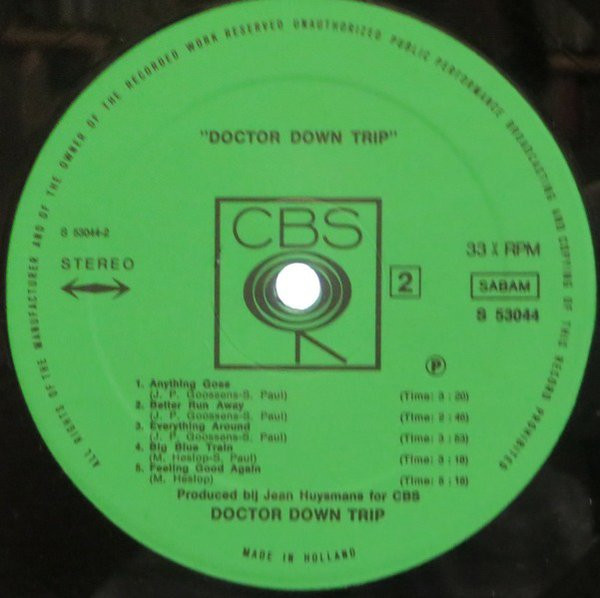 ALL RIGHTS OF THE MANUFACTURER AND OF THE OWNER OF THE RECORDED WORK RESERVED UNAUTHORIZED PUBLIC PERFORMANCE BROADCASTING AND COPYING OF THIS RECORD PROHIBITED
"DOCTOR DOWN TRIP"
CBS
S 53044-2
STEREO
2
33 ⅓ RPM
SABAM
S 53044
P
1. Anything Goes
(J. P. Goossens-S. Paul) (Time: 3 : 20)
2. Better Run Away
(J. P. Goossens-S. Paul) (Time: 2 : 46)
3. Everything Around
(J. P. Goossens-S. Paul) (Time: 3 : 53)
4. Big Blue Train
(M. Heslop-S. Paul) (Time: 3 : 18)
5. Feeling Good Again
(M. Heslop) (Time: 5 : 18)
Produced bij Jean Huysmans for CBS
DOCTOR DOWN TRIP
MADE IN HOLLAND